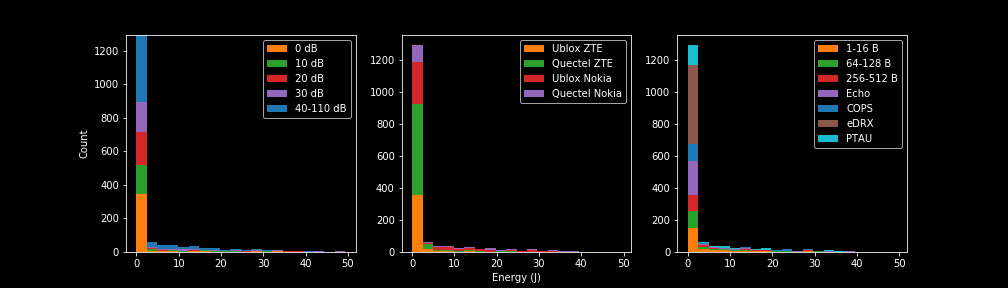 Count
1200
1000
800
600
400
200
0
0 10 20 30 40 50
0 dB
10 dB
20 dB
30 dB
40-110 dB
1200
1000
800
600
400
200
0
0 10 20 30 40 50
Energy (J)
Ublox ZTE
Quectel ZTE
Ublox Nokia
Quectel Nokia
1200
1000
800
600
400
200
0
0 10 20 30 40 50
1-16 B
64-128 B
256-512 B
Echo
COPS
eDRX
PTAU